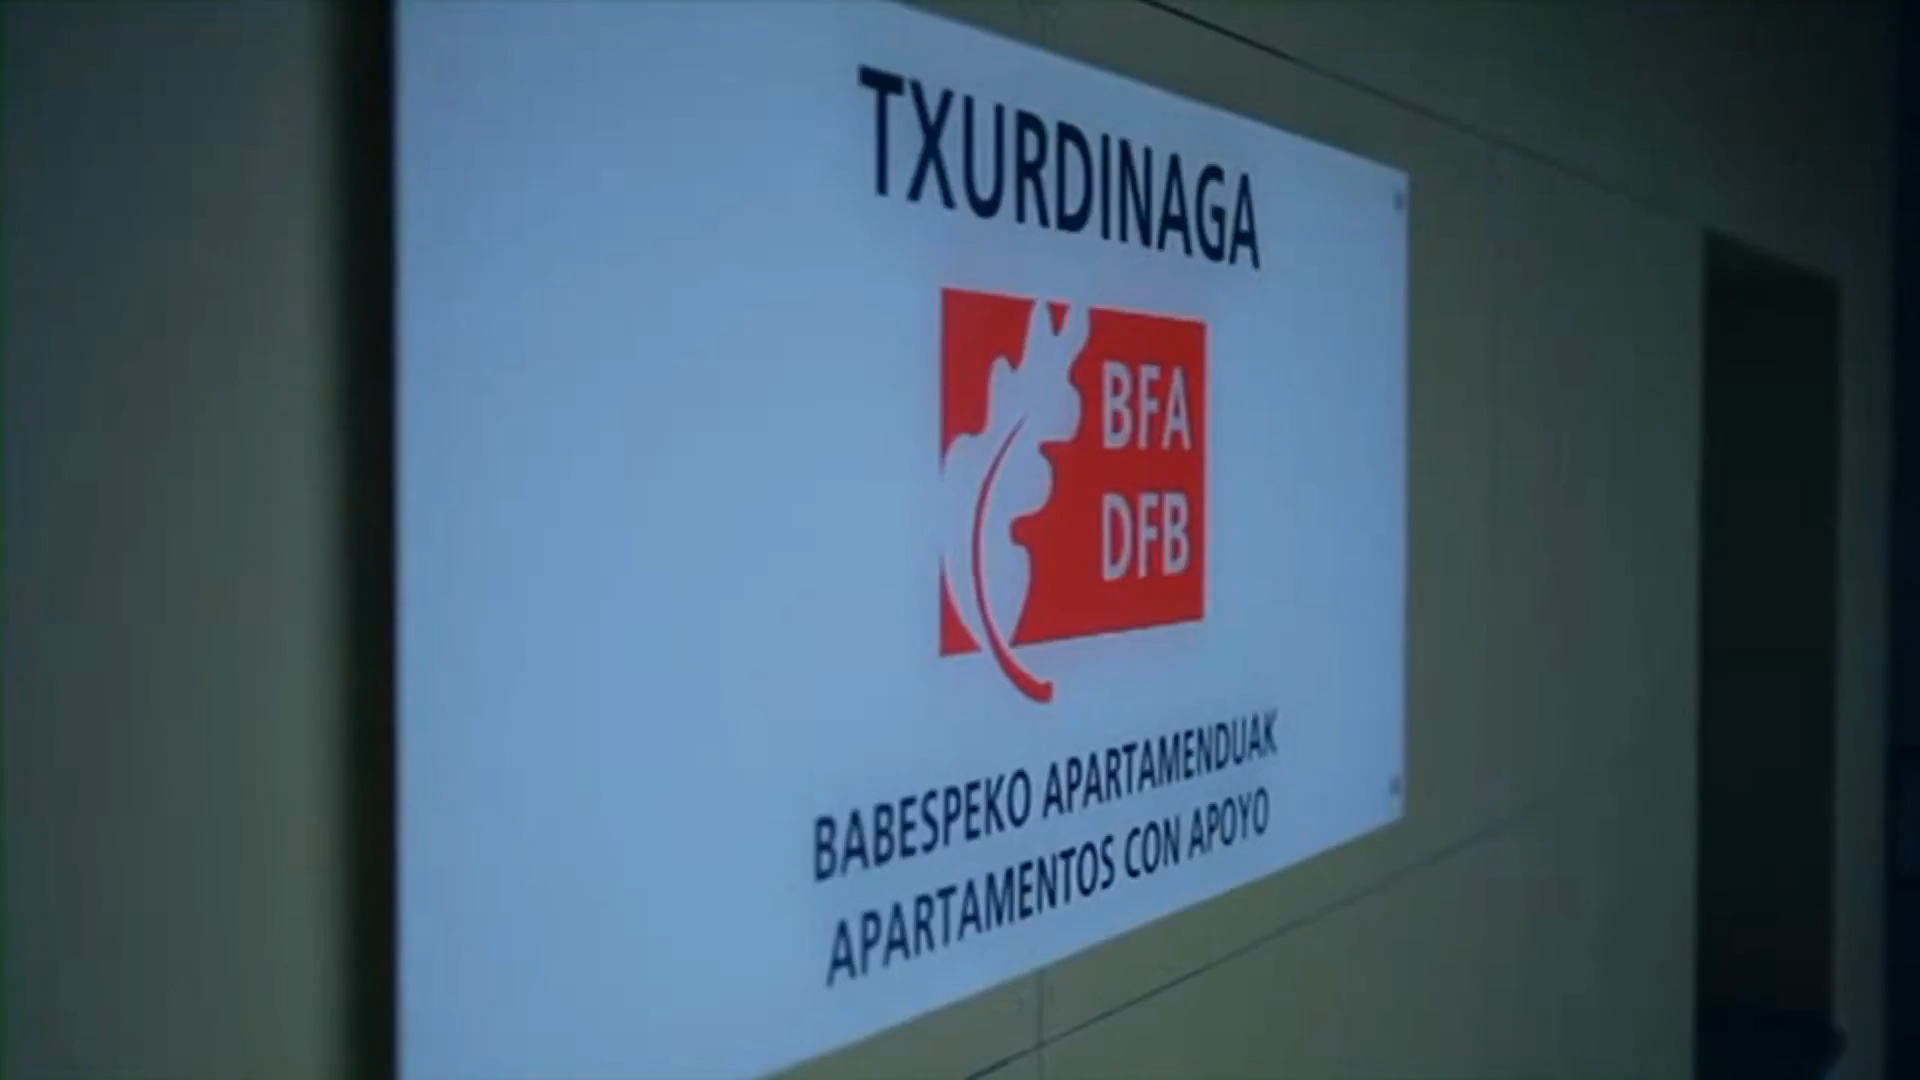 TXURDINAGA
BFA
DFB
BABESPEKO APARTAMENDUAK
APARTAMENTOS CON APOYO